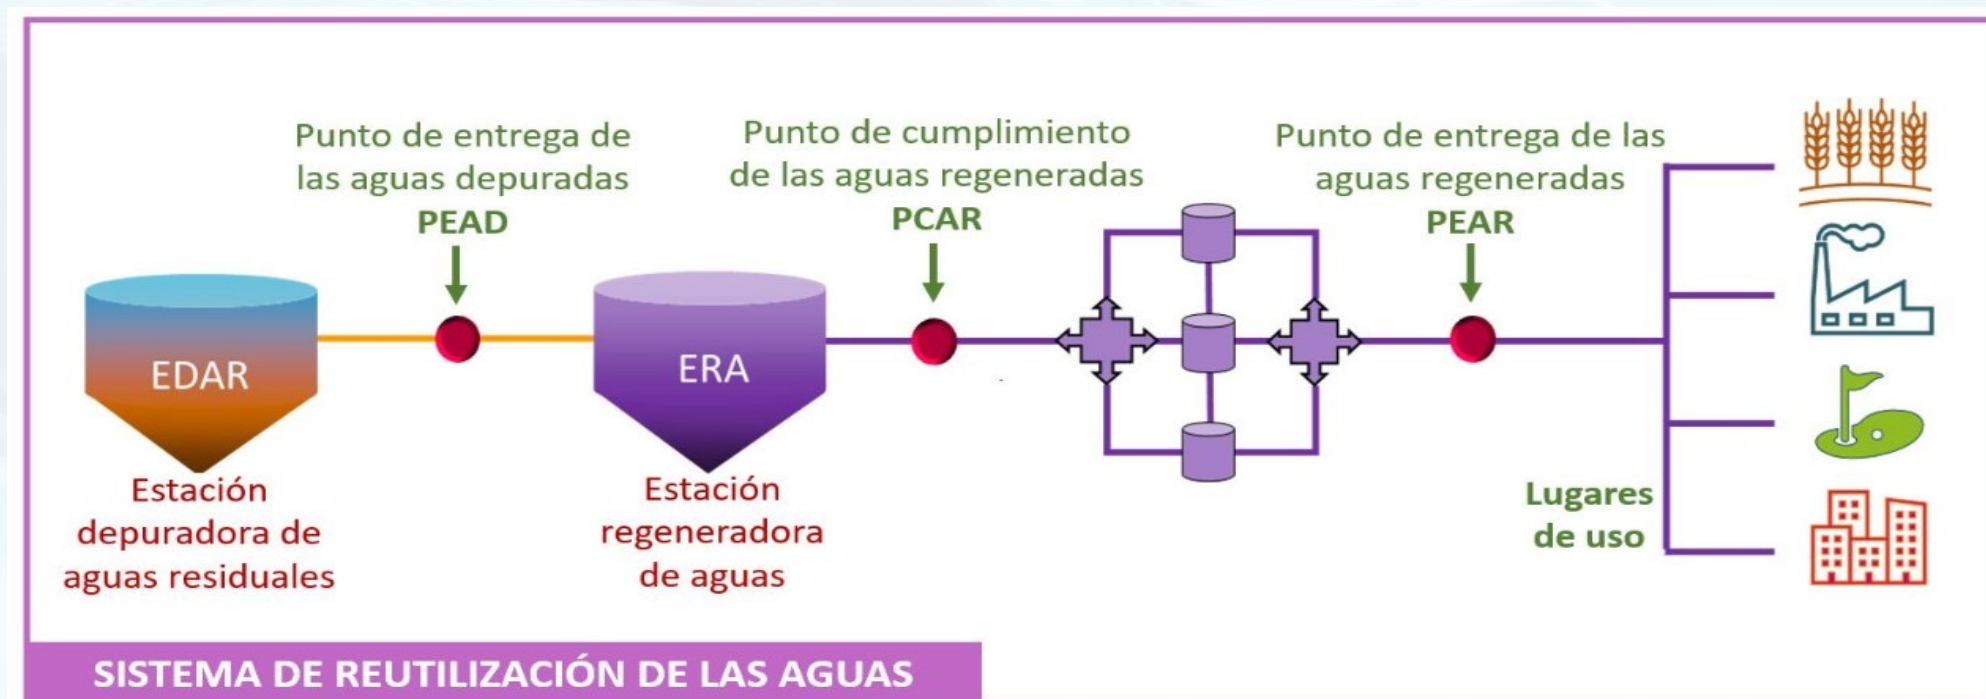 Punto de entrega de
las aguas depuradas
PEAD
Punto de cumplimiento
de las aguas regeneradas
PCAR
Punto de entrega de las
aguas regeneradas
PEAR
EDAR
ERA
Estación
depuradora de
aguas residuales
Estación
regeneradora
de aguas
Lugares
de uso
SISTEMA DE REUTILIZACIÓN DE LAS AGUAS